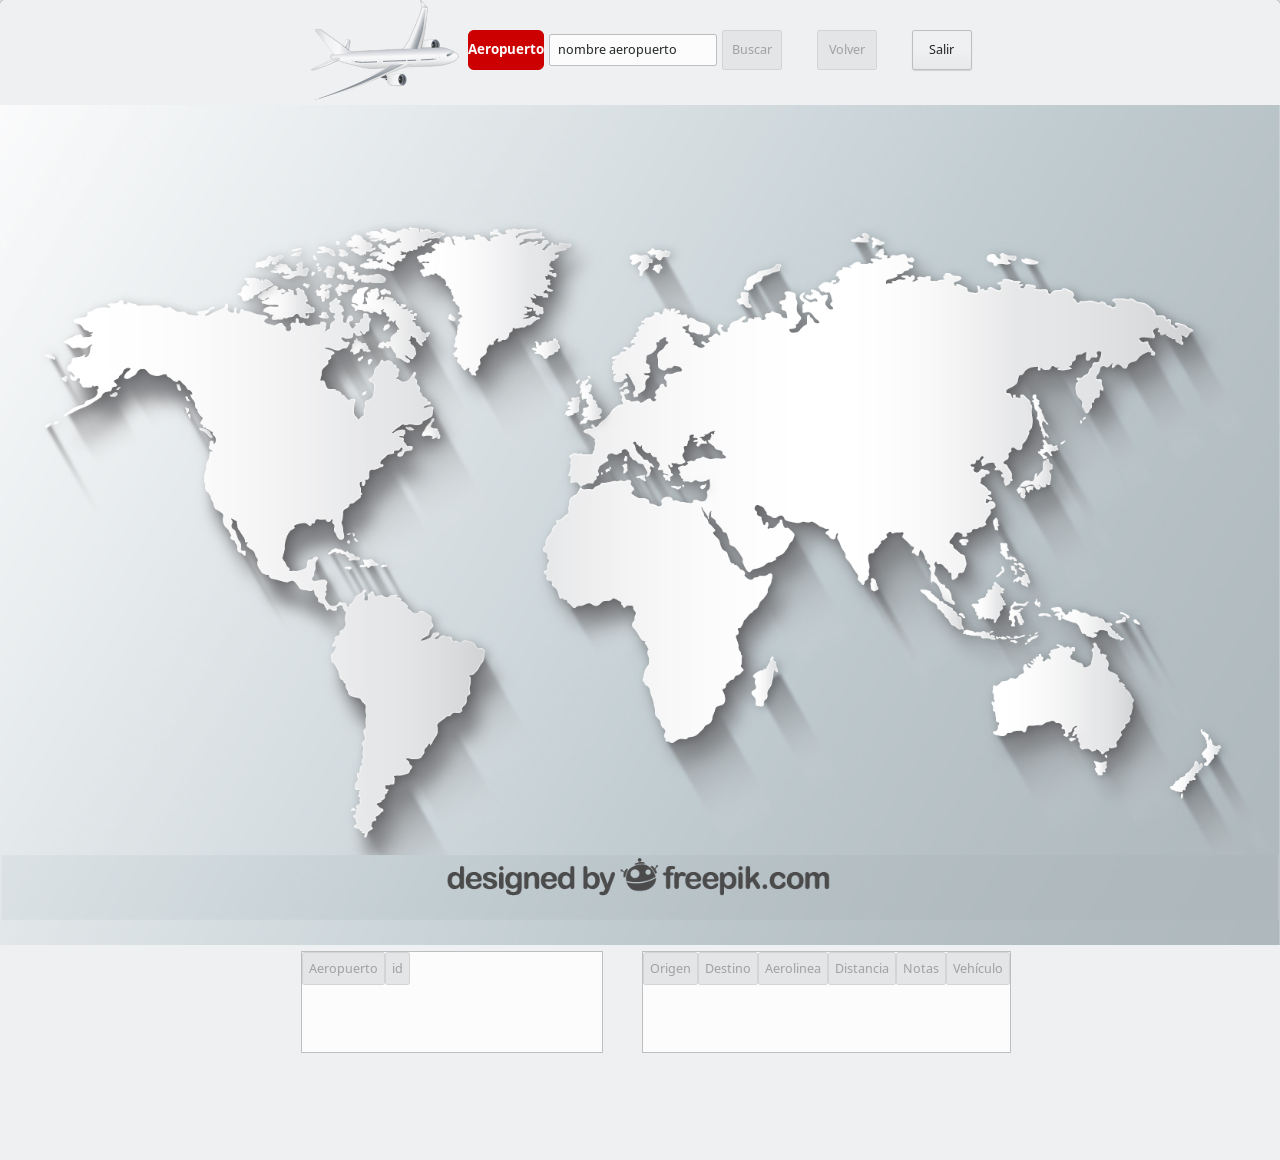 Aeropuerto nombre aeropuerto Buscar Volver Salir
designed by freepik.com
Aeropuerto id
Origen Destino Aerolinea Distancia Notas Vehículo